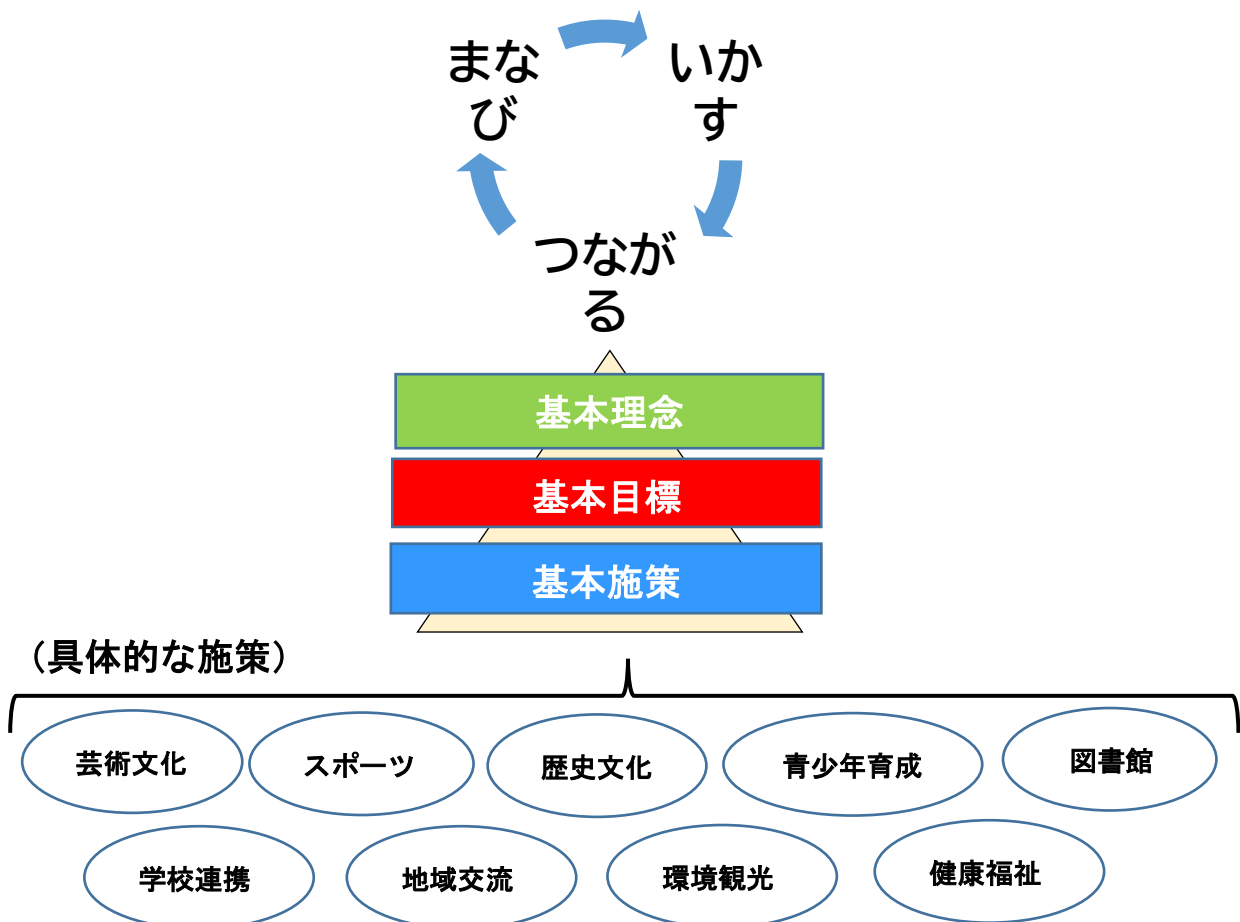 まな
び
いか
す
つなが
る
基本理念
基本目標
基本施策
（具体的な施策）
芸術文化
スポーツ
歴史文化
青少年育成
図書館
学校連携
地域交流
環境観光
健康福祉